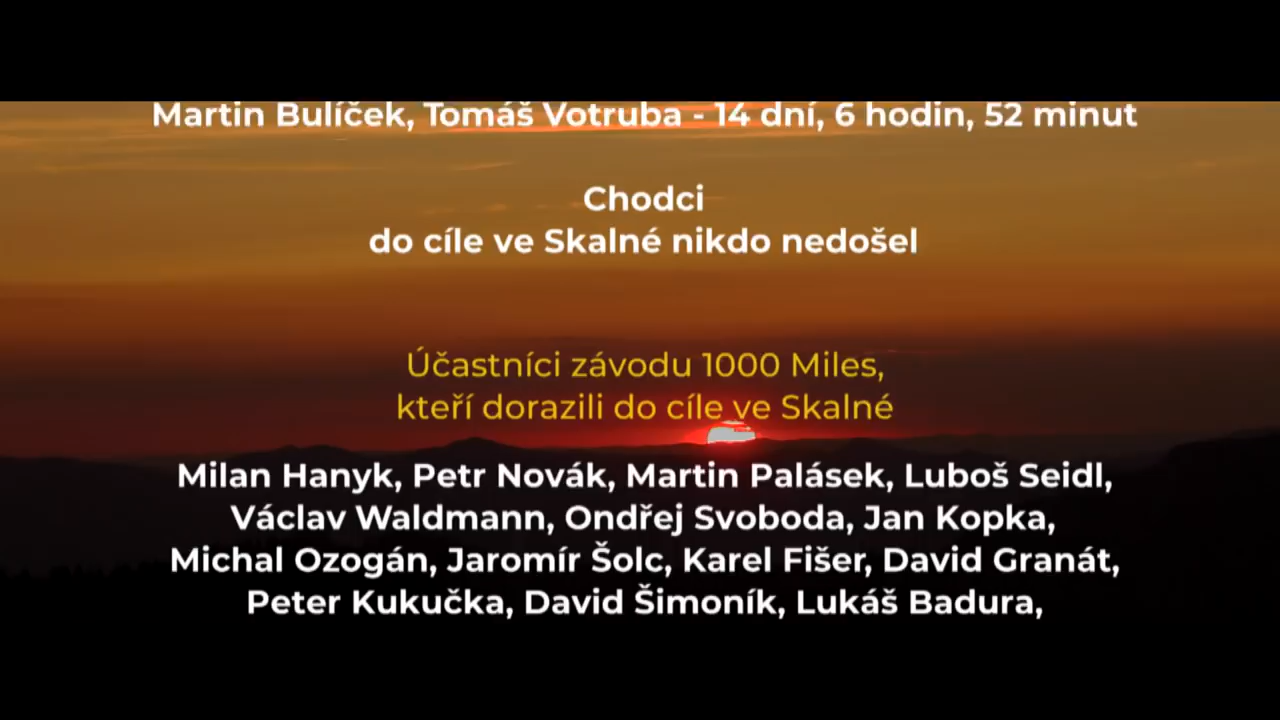 Martin Bulíček, Tomáš Votruba - 14 dní, 6 hodin, 52 minut
Chodci
do cíle ve Skalné nikdo nedošel
Účastníci závodu 1000 Miles,
kteří dorazili do cíle ve Skalné
Milan Hanyk, Petr Novák, Martin Palásek, Luboš Seidl,
Václav Waldmann, Ondřej Svoboda, Jan Kopka,
Michal Ozogán, Jaromír Šolc, Karel Fišer, David Granát,
Peter Kukučka, David Šimoník, Lukáš Badura,